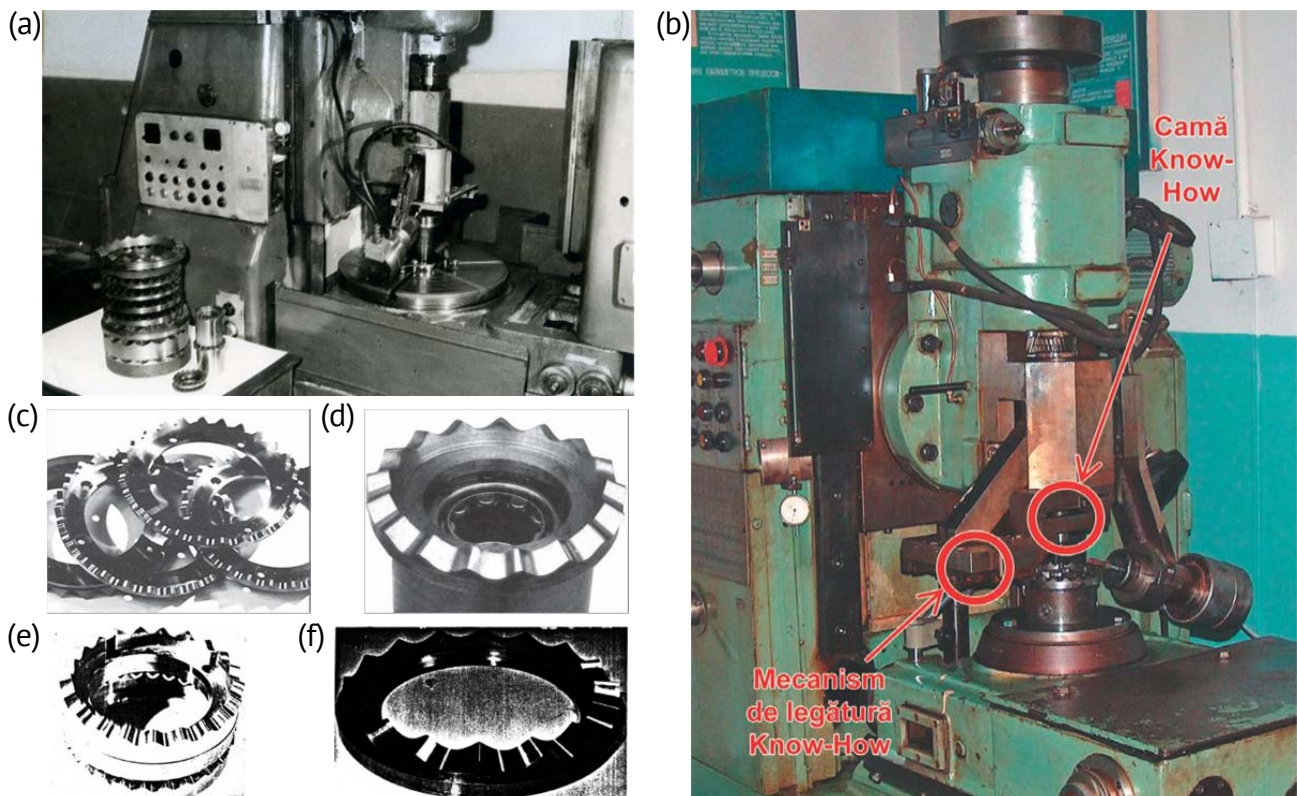 (a)
(b)
Camă
Know-
How
(c)
(d)
(e)
(f)
Mecanism
de legătură
Know-How